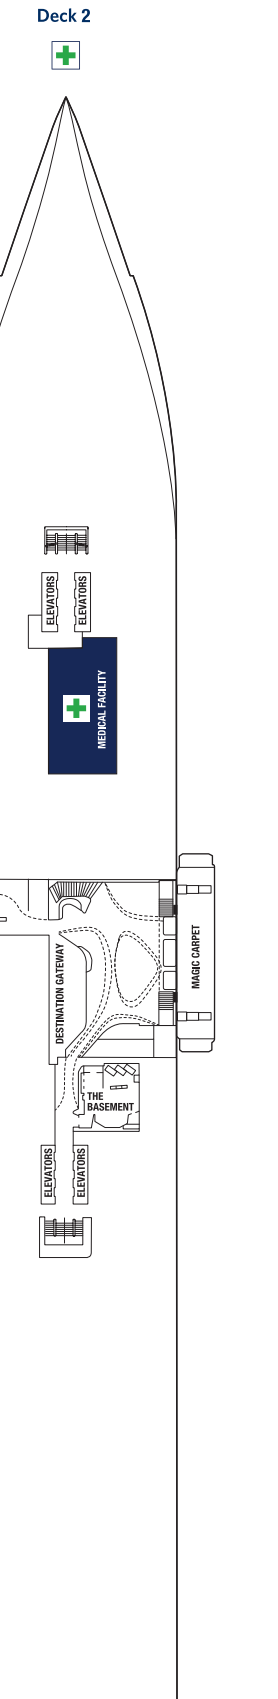 Deck 2
ELEVATORS
ELEVATORS
MEDICAL FACILITY
MAGIC CARPET
DESTINATION GATEWAY
THE
BASEMENT
ELEVATORS
ELEVATORS